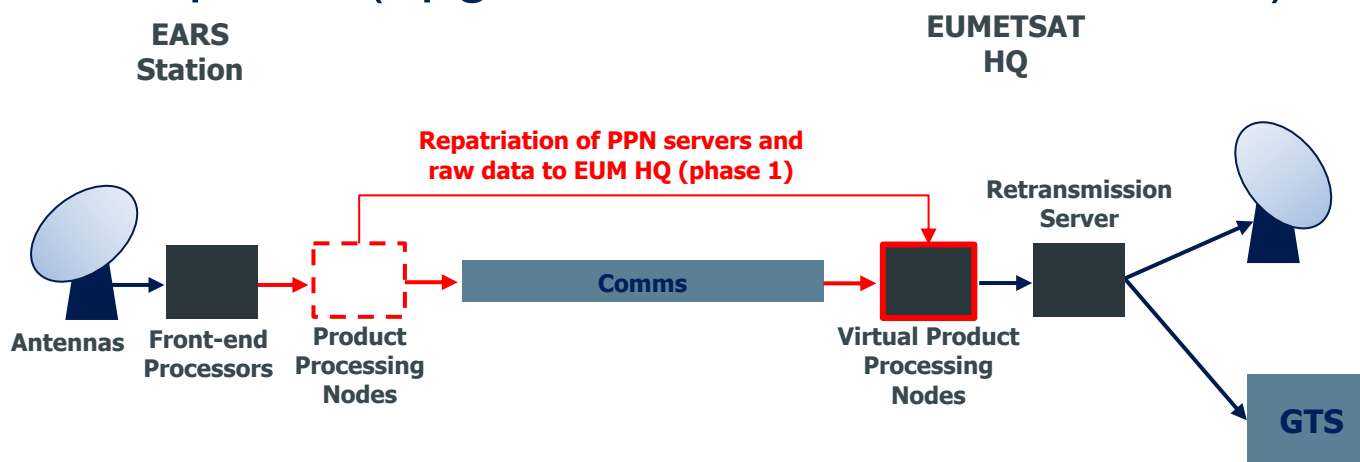 EARS
Station
EUMETSAT
HQ
Repatriation of PPN servers and
raw data to EUM HQ (phase 1)
Retransmission
Server
Comms
Antennas
Front-end
Processors
Product
Processing
Nodes
Virtual Product
Processing
Nodes
GTS